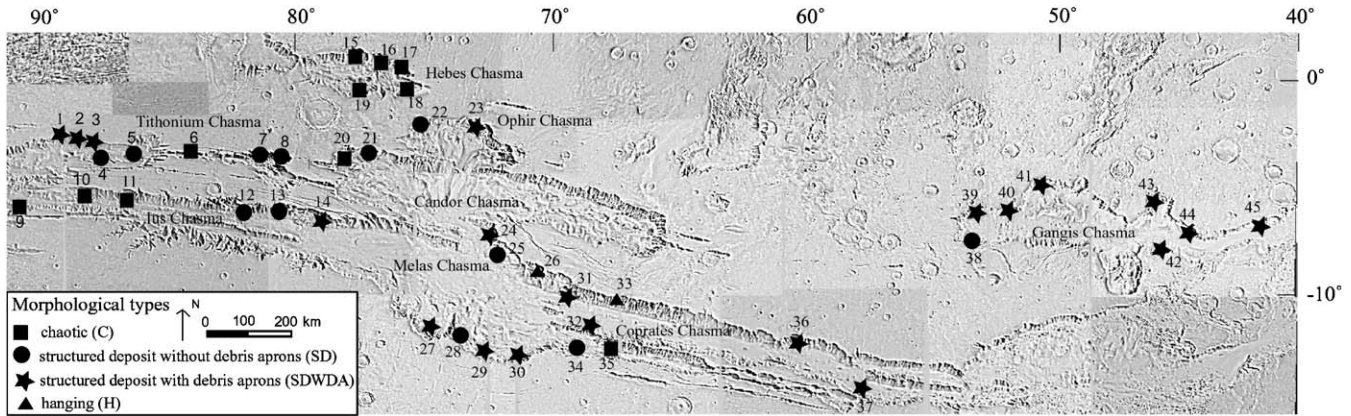 90° 80° 70° 60° 50° 40°
0°
-10°
15 16 17
Hebes Chasma
19 18
1 2 3
Tithonium Chasma
4 5 6 7 8
20 21
22 23
Ophir Chasma
9 10 11 12 13 14
Ius Chasma
Candor Chasma
24
25
Melas Chasma
26
31
33
27 28 29 30
32
34 35
Coprates Chasma
36
37
38
39 40 41
Gangis Chasma
43
44
42
45
Morphological types
N
0 100 200 km
chaotic (C)
structured deposit without debris aprons (SD)
structured deposit with debris aprons (SDWDA)
hanging (H)